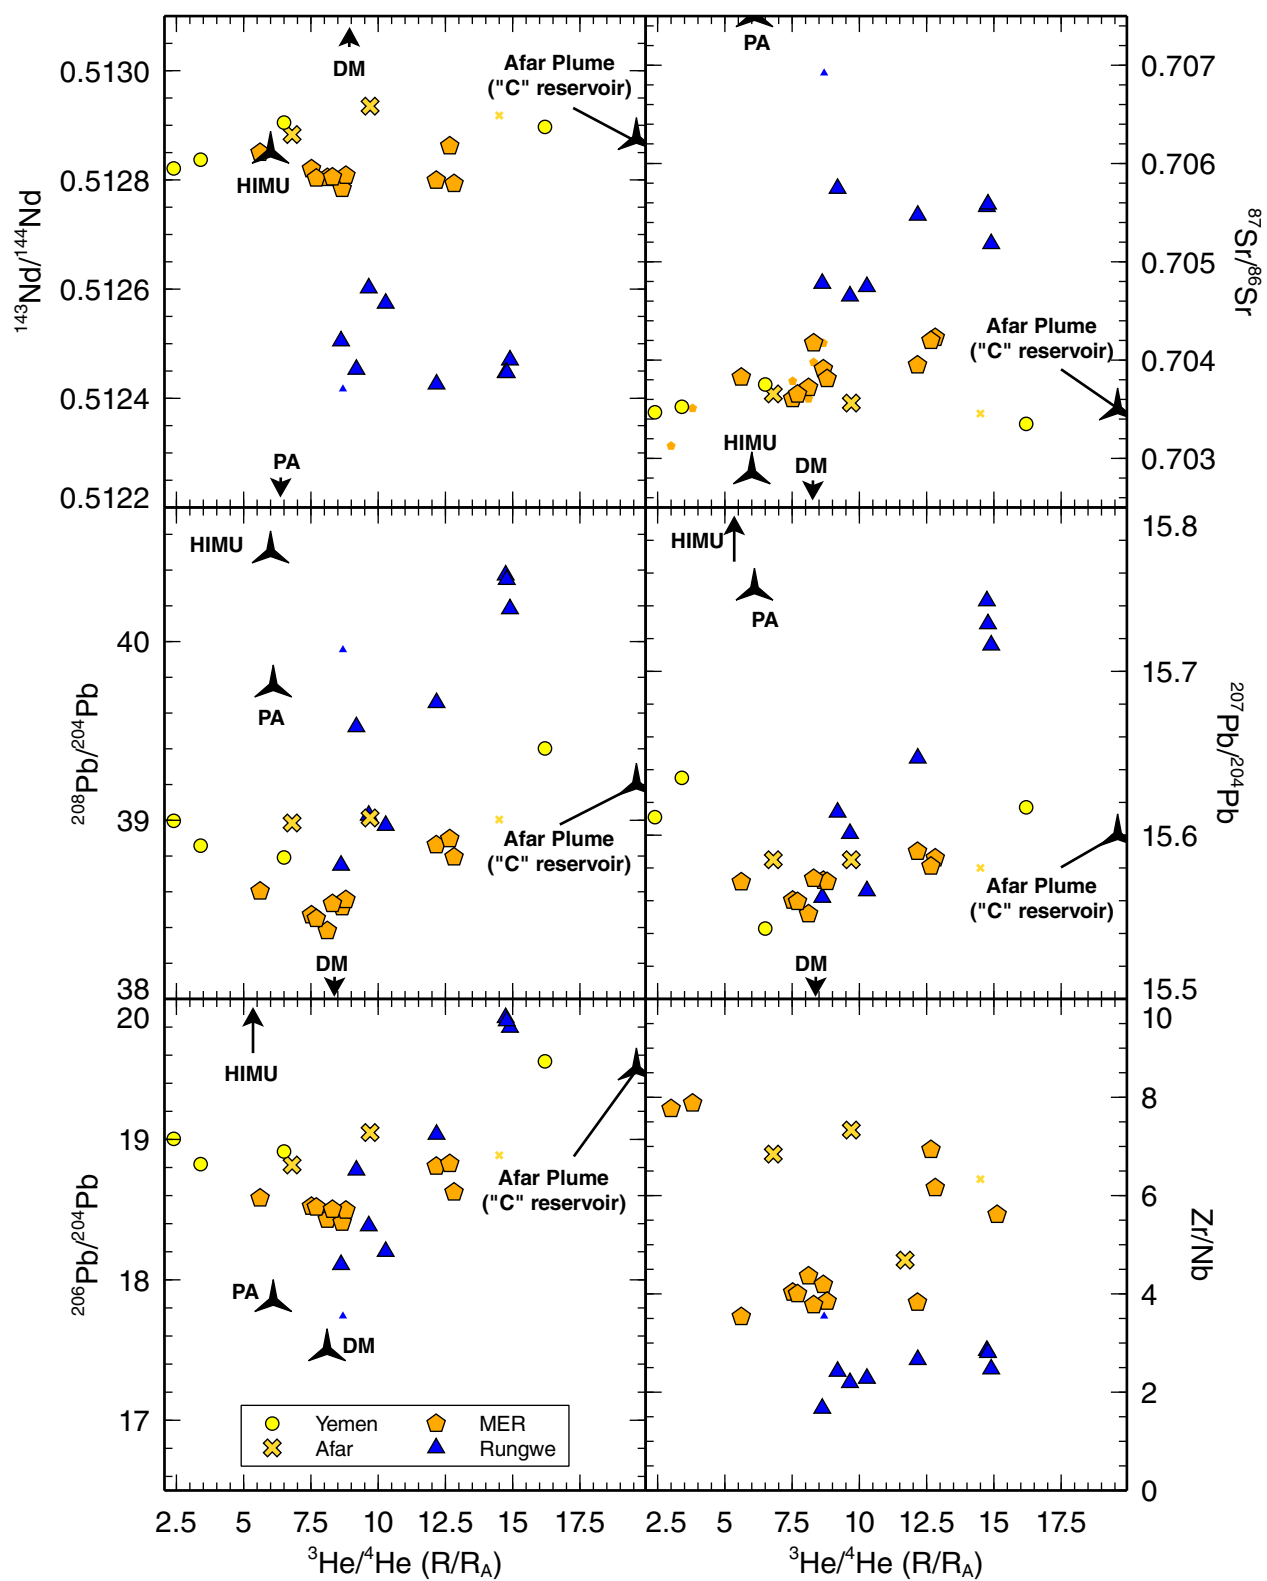 0.5130
0.5128
0.5126
0.5124
0.5122
¹⁴³Nd/¹⁴⁴Nd
DM
Afar Plume
("C" reservoir)
HIMU
PA
PA
0.707
0.706
0.705
0.704
0.703
⁸⁷Sr/⁸⁶Sr
Afar Plume
("C" reservoir)
HIMU
DM
HIMU
40
39
38
²⁰⁸Pb/²⁰⁴Pb
PA
Afar Plume
("C" reservoir)
DM
HIMU
PA
15.8
15.7
15.6
15.5
²⁰⁷Pb/²⁰⁴Pb
Afar Plume
("C" reservoir)
DM
20
19
18
17
²⁰⁶Pb/²⁰⁴Pb
HIMU
Afar Plume
("C" reservoir)
PA
DM
Yemen MER
Afar Rungwe
2.5 5 7.5 10 12.5 15 17.5
³He/⁴He (R/R_A)
10
8
6
4
2
0
Zr/Nb
2.5 5 7.5 10 12.5 15 17.5
³He/⁴He (R/R_A)